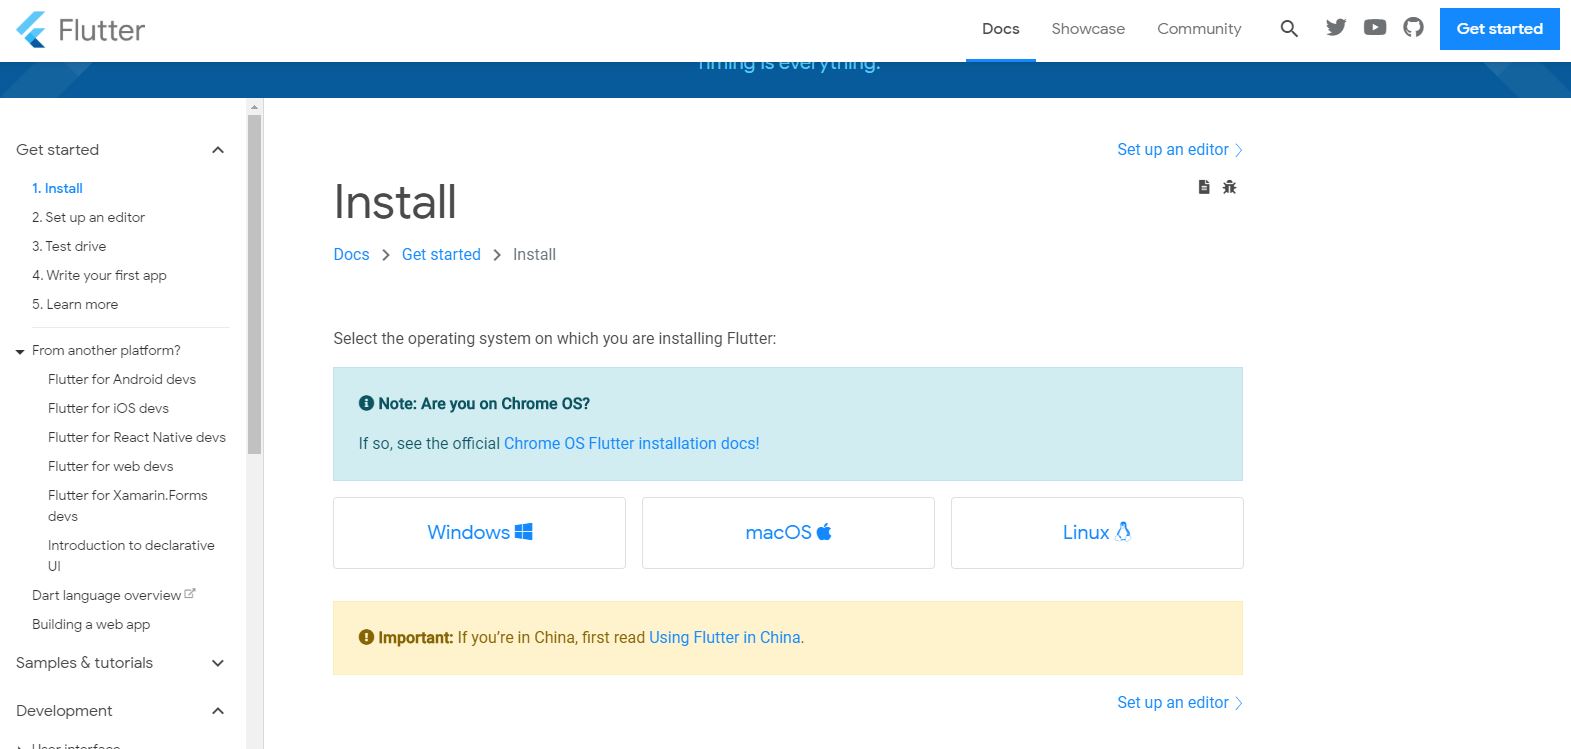 Flutter
Docs
Showcase
Community
Get started
Timing is everything.
Get started
1. Install
2. Set up an editor
3. Test drive
4. Write your first app
5. Learn more
From another platform?
Flutter for Android devs
Flutter for iOS devs
Flutter for React Native devs
Flutter for web devs
Flutter for Xamarin.Forms
devs
Introduction to declarative
UI
Dart language overview
Building a web app
Samples & tutorials
Development
User interface
Set up an editor
Install
Docs > Get started > Install
Select the operating system on which you are installing Flutter:
Note: Are you on Chrome OS?
If so, see the official Chrome OS Flutter installation docs!
Windows
macOS
Linux
Important: If you’re in China, first read Using Flutter in China.
Set up an editor